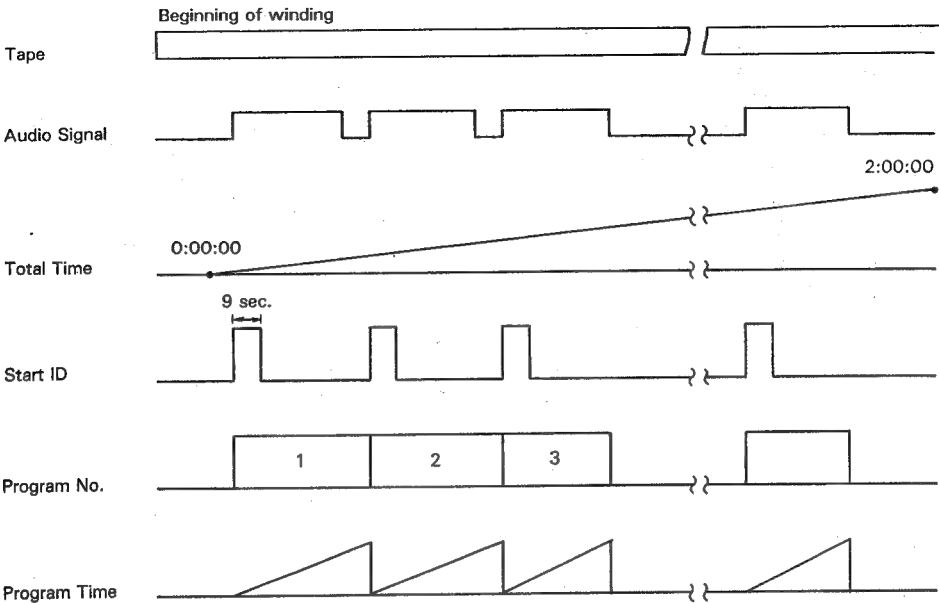 Beginning of winding
Tape
Audio Signal
2:00:00
0:00:00
Total Time
9 sec.
Start ID
1 2 3
Program No.
Program Time